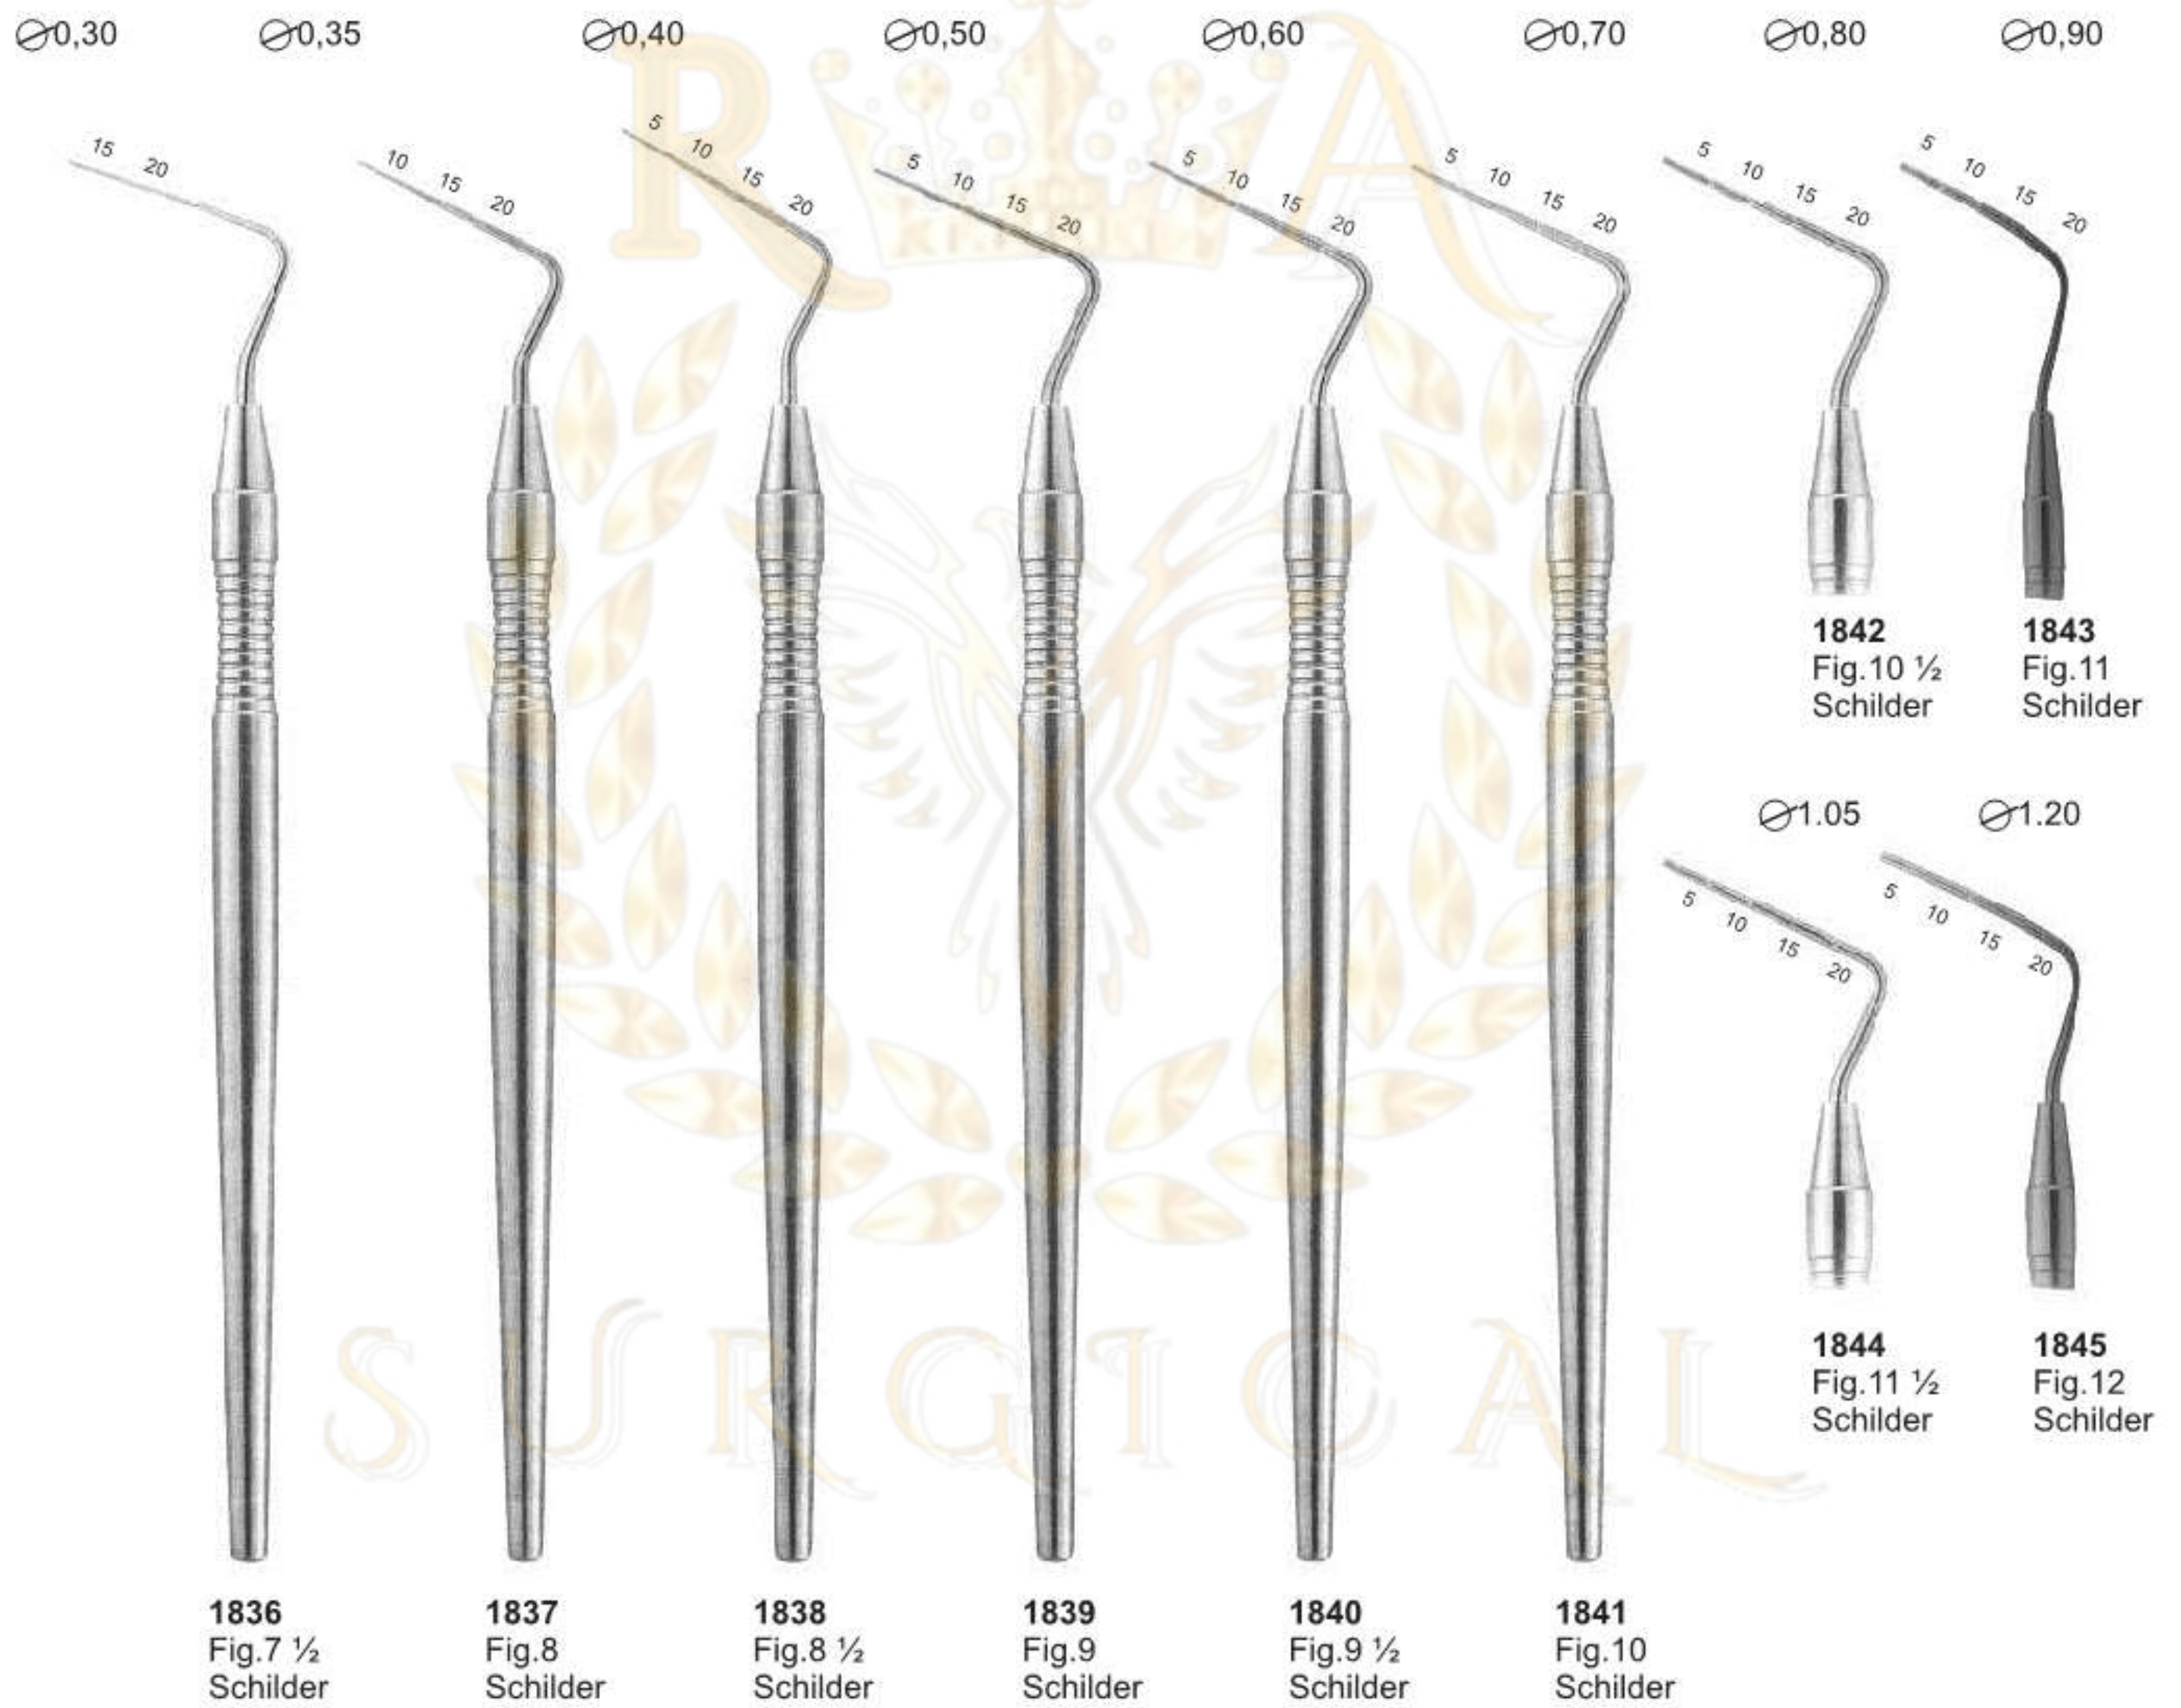 ⌀0,30
⌀0,35
⌀0,40
⌀0,50
⌀0,60
⌀0,70
⌀0,80
⌀0,90
15 20
10 15 20
5 10 15 20
5 10 15 20
5 10 15 20
5 10 15 20
5 10 15 20
5 10 15 20
1842
Fig.10 ½
Schilder
1843
Fig.11
Schilder
⌀1.05
⌀1.20
5 10 15 20
5 10 15 20
1844
Fig.11 ½
Schilder
1845
Fig.12
Schilder
R A
SURGICAL
1836
Fig.7 ½
Schilder
1837
Fig.8
Schilder
1838
Fig.8 ½
Schilder
1839
Fig.9
Schilder
1840
Fig.9 ½
Schilder
1841
Fig.10
Schilder